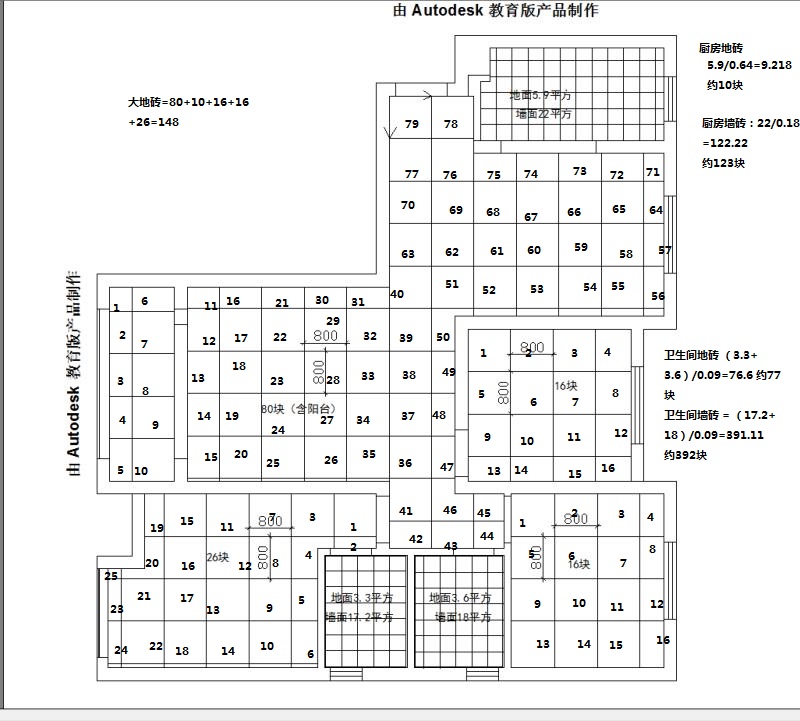 由 Autodesk 教育版产品制作
厨房地砖
5.9/0.64=9.218
约10块
地面5.9平方
墙面22平方
大地砖=80+10+16+16
+26=148
厨房墙砖：22/0.18
=122.22
约123块
79 78
77 76 75 74 73 72 71
70 69 68 67 66 65 64
63 62 61 60 59 58 57
51 52 53 54 55 56
40
由 Autodesk 教育版产品制作
1 6 11 16 21 30 31
29
2 7 12 17 22 800 32 39 50
18
3 8 13 23 800 28 33 38 49
80块（含阳台）
4 9 14 19 24 27 34 37 48
5 10 15 20 25 26 35 36 47
1 2 800 3 4
16块
5 800 6 7 8
9 10 11 12
13 14 15 16
卫生间地砖（3.3+
3.6）/0.09=76.6 约77
块
卫生间墙砖 = （17.2+
18）/0.09=391.11
约392块
41 46 45
42 43 44
19 15 11 7 800 3 1
2
20 16 26块 12 800 8 4
25
23 21 17 13 9 5
24 22 18 14 10 6
地面3.3平方
墙面17.2平方
地面3.6平方
墙面18平方
1 2 800 3 4
5 800 6 16块 7 8
9 10 11 12
13 14 15 16